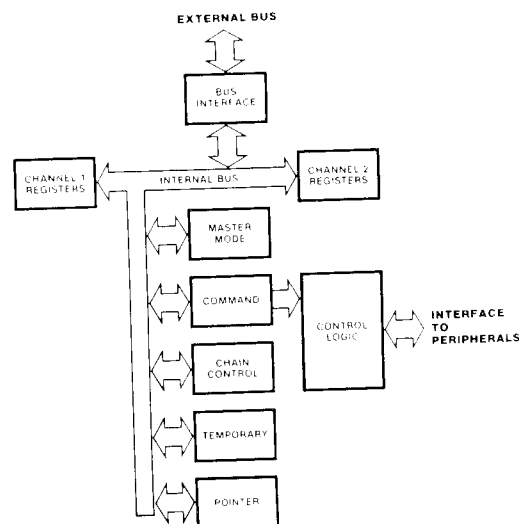 EXTERNAL BUS
BUS
INTERFACE
CHANNEL 1
REGISTERS
INTERNAL BUS
CHANNEL 2
REGISTERS
MASTER
MODE
COMMAND
CONTROL
LOGIC
INTERFACE
TO
PERIPHERALS
CHAIN
CONTROL
TEMPORARY
POINTER